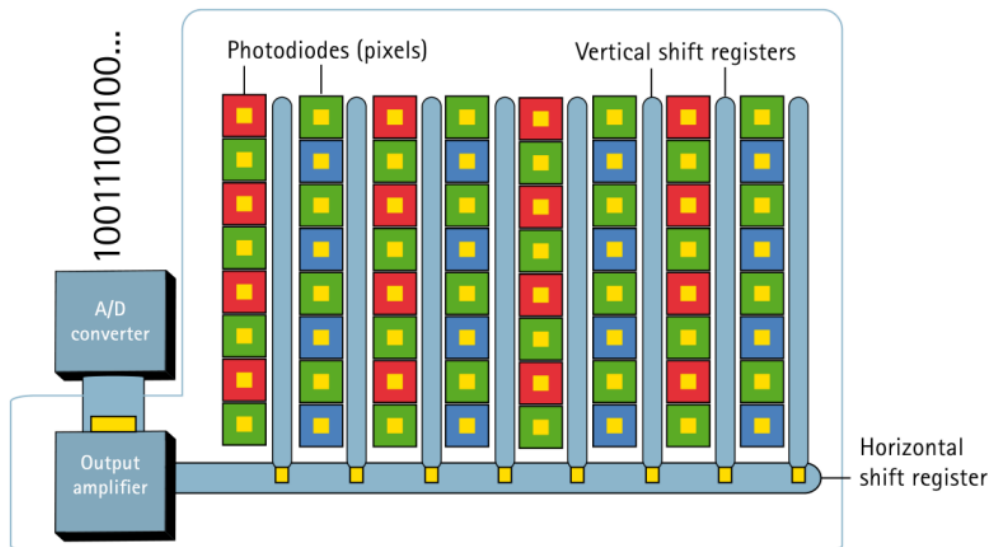 Photodiodes (pixels)
Vertical shift registers
10011100100...
A/D
converter
Output
amplifier
Horizontal
shift register